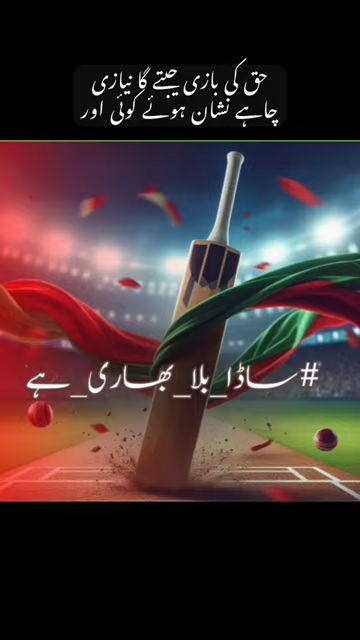 حق کی بازی جیتے گا نیازی
چاہے نشان ہوئے کوئی اور
#ساڈا_بلا_بھاری_ہے